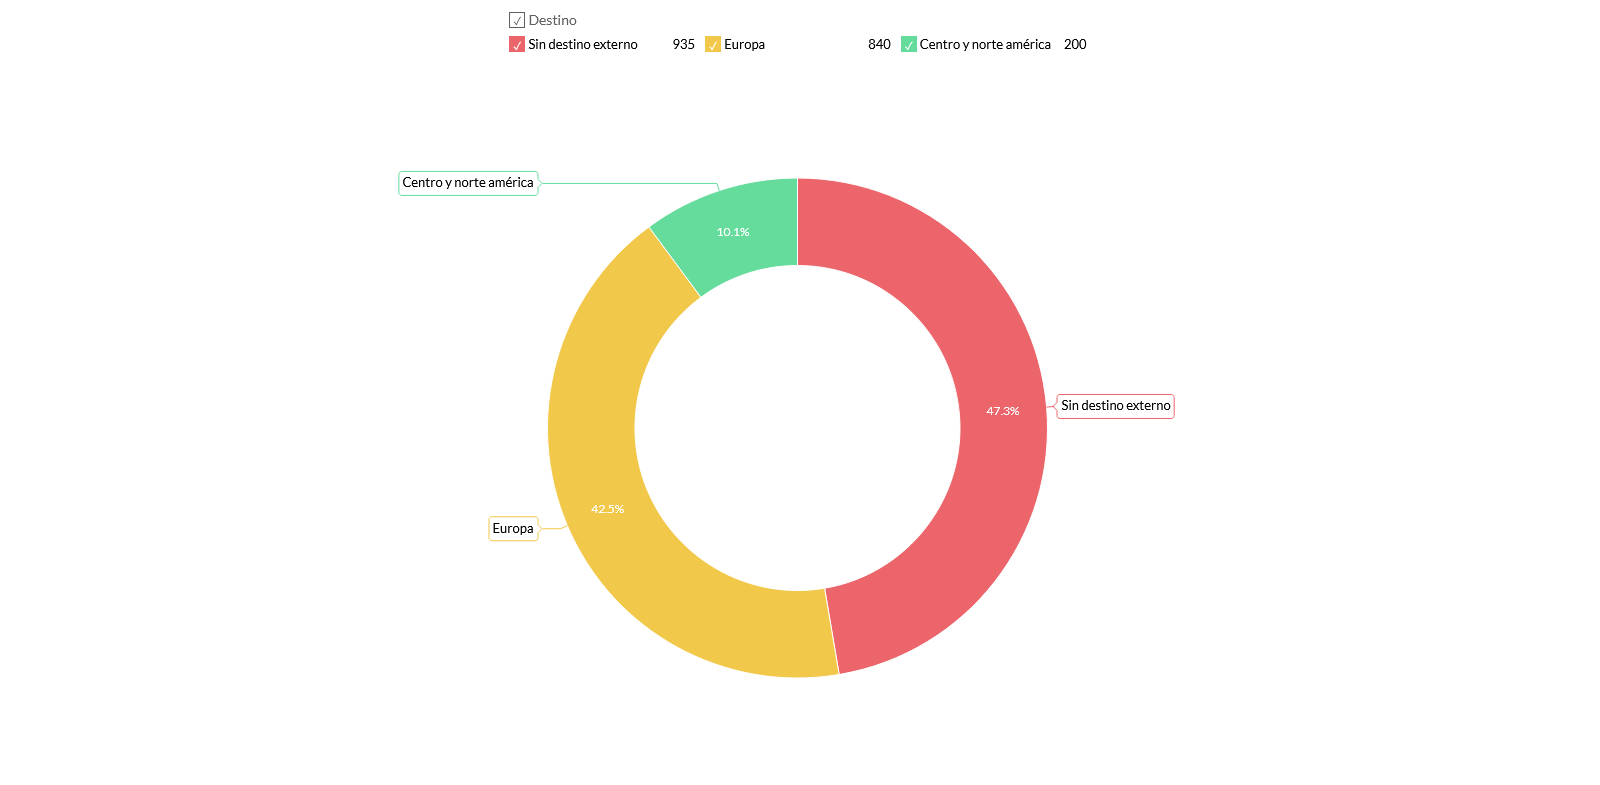 Destino
Sin destino externo 935 Europa 840 Centro y norte américa 200
Centro y norte américa
10.1%
47.3%
Sin destino externo
42.5%
Europa